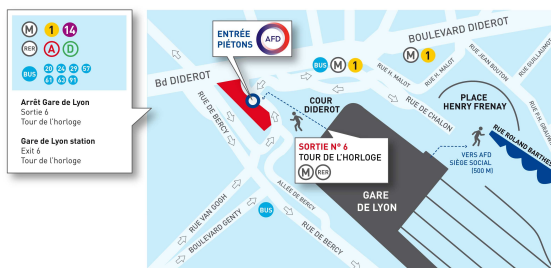 M 1 14
RER A D
BUS 20 24 29 57
61 63 91
Arrêt Gare de Lyon
Sortie 6
Tour de l'horloge
Gare de Lyon station
Exit 6
Tour de l'horloge
ENTRÉE
PIÉTONS
AFD
BOULEVARD DIDEROT
M 1
BUS M 1
Bd DIDEROT
RUE H. MALOT
RUE H. MALOT
RUE JEAN BOUTON
RUE GUILLAUMOT
COUR
DIDEROT
RUE DE CHALON
PLACE
HENRY FRENAY
RUE P.H. GRAUWIN
RUE DE BERCY
SORTIE N° 6
TOUR DE L'HORLOGE
M RER
RUE ROLAND BARTHES
VERS AFD
SIÈGE SOCIAL
(500 M)
GARE
DE LYON
ALLÉE DE BERCY
RUE VAN GOGH
BUS
BOULEVARD GENTY
RUE DE BERCY